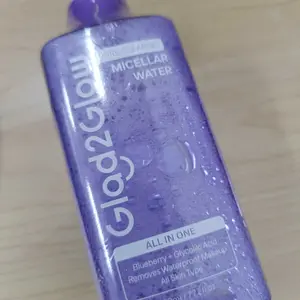 MICELLAR
WATER
Glad2Glow
ALL IN ONE
Blueberry + Glycolic Acid
Removes Waterproof Makeup
All Skin Type